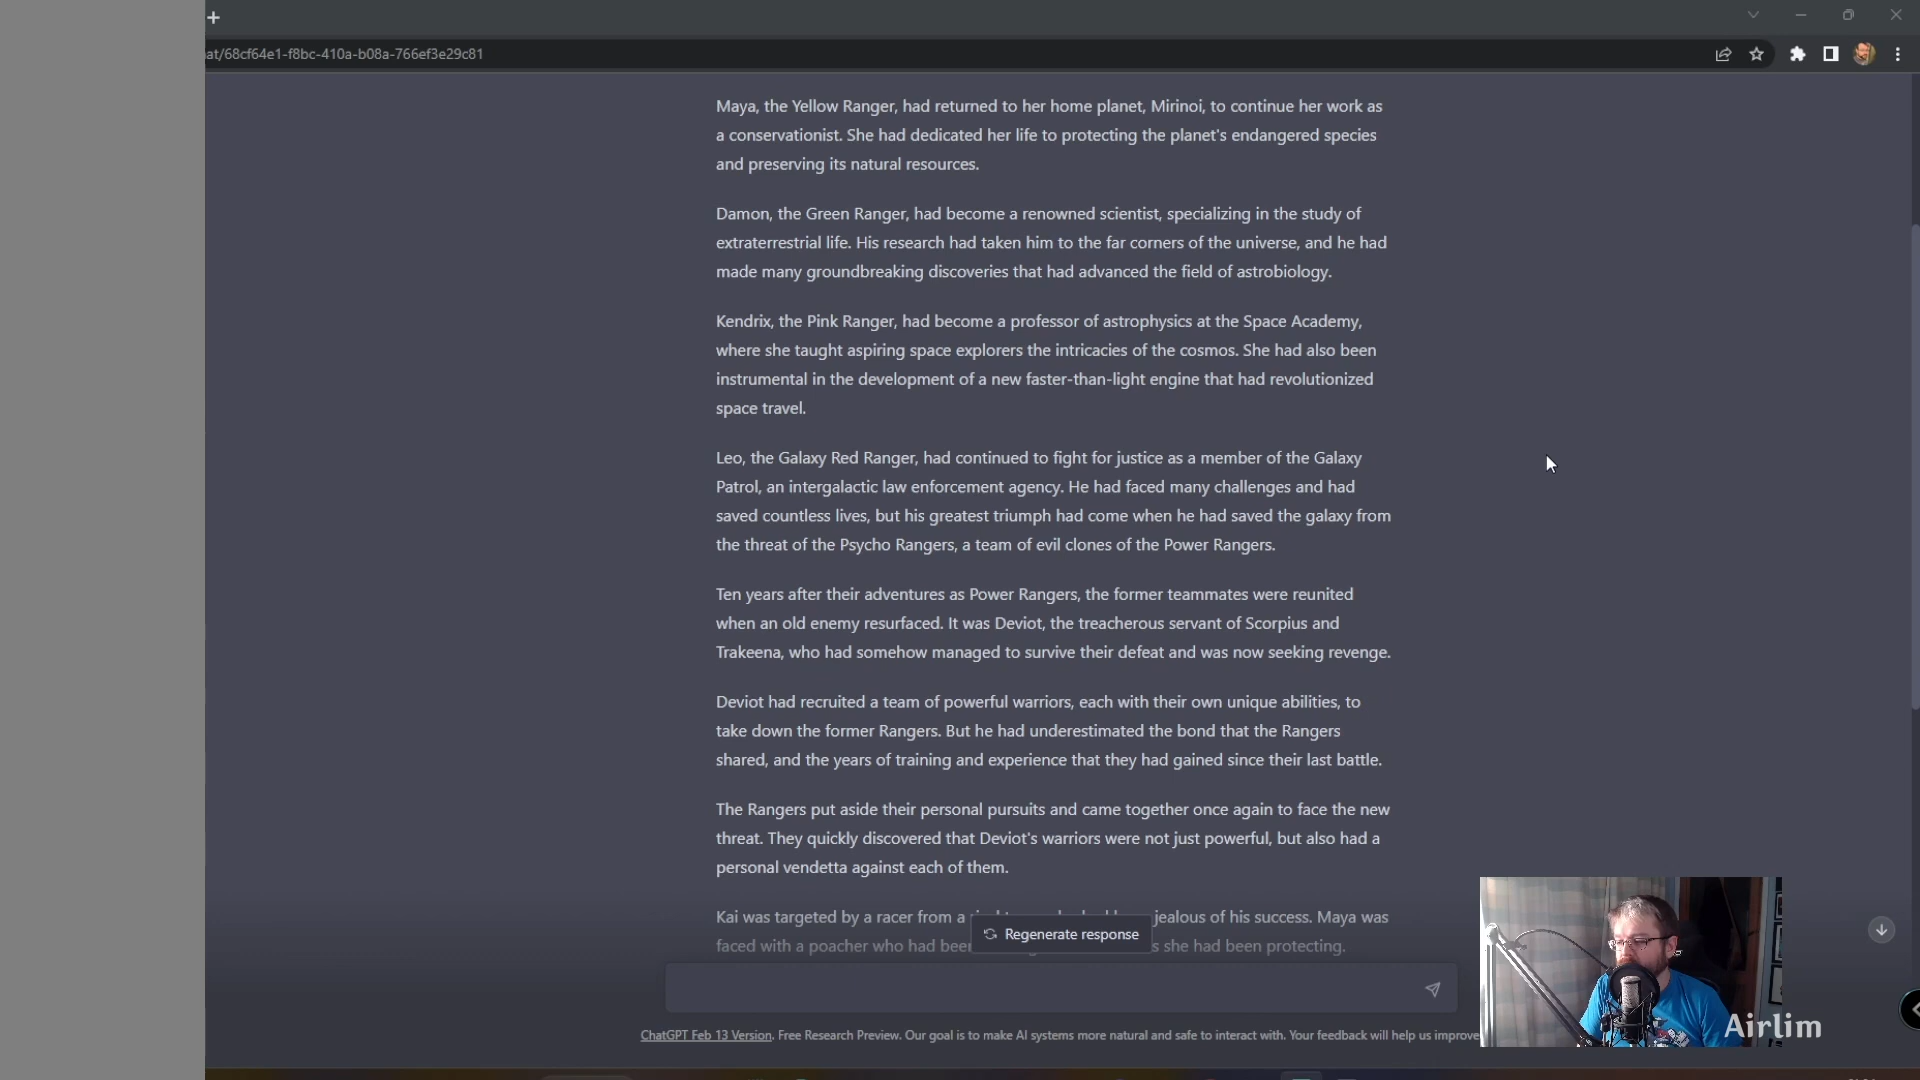 at/68cf64e1-f8bc-410a-b08a-766ef3e29c81
Maya, the Yellow Ranger, had returned to her home planet, Mirinoi, to continue her work as
a conservationist. She had dedicated her life to protecting the planet's endangered species
and preserving its natural resources.
Damon, the Green Ranger, had become a renowned scientist, specializing in the study of
extraterrestrial life. His research had taken him to the far corners of the universe, and he had
made many groundbreaking discoveries that had advanced the field of astrobiology.
Kendrix, the Pink Ranger, had become a professor of astrophysics at the Space Academy,
where she taught aspiring space explorers the intricacies of the cosmos. She had also been
instrumental in the development of a new faster-than-light engine that had revolutionized
space travel.
Leo, the Galaxy Red Ranger, had continued to fight for justice as a member of the Galaxy
Patrol, an intergalactic law enforcement agency. He had faced many challenges and had
saved countless lives, but his greatest triumph had come when he had saved the galaxy from
the threat of the Psycho Rangers, a team of evil clones of the Power Rangers.
Ten years after their adventures as Power Rangers, the former teammates were reunited
when an old enemy resurfaced. It was Deviot, the treacherous servant of Scorpius and
Trakeena, who had somehow managed to survive their defeat and was now seeking revenge.
Deviot had recruited a team of powerful warriors, each with their own unique abilities, to
take down the former Rangers. But he had underestimated the bond that the Rangers
shared, and the years of training and experience that they had gained since their last battle.
The Rangers put aside their personal pursuits and came together once again to face the new
threat. They quickly discovered that Deviot's warriors were not just powerful, but also had a
personal vendetta against each of them.
Kai was targeted by a racer from a jealous of his success. Maya was
faced with a poacher who had been she had been protecting.
Regenerate response
ChatGPT Feb 13 Version. Free Research Preview. Our goal is to make AI systems more natural and safe to interact with. Your feedback will help us improve
Airlim